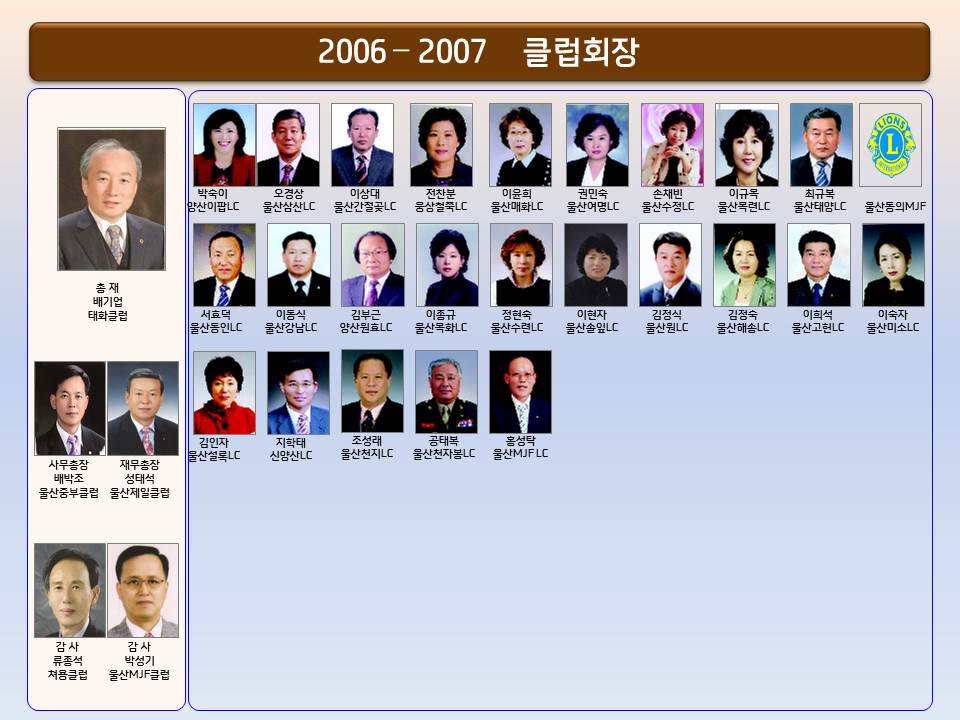 2006 – 2007 클럽회장
총 재
배기업
태화클럽
사무총장
배박조
울산중부클럽
재무총장
성태석
울산제일클럽
감 사
류종석
처용클럽
감 사
박성기
울산MJF클럽
박숙이
양산이팝LC
오경상
울산삼산LC
이상대
울산간절곶LC
전찬분
웅상철쭉LC
이윤희
울산매화LC
권민숙
울산여명LC
손채빈
울산수정LC
이규옥
울산목련LC
최규복
울산태양LC
LIONS
L
INTERNATIONAL
울산동의MJF
서효덕
울산동인LC
이동식
울산강남LC
김부근
양산원효LC
이종규
울산목화LC
정현숙
울산수련LC
이현자
울산솔잎LC
김정식
울산원LC
김정숙
울산해송LC
이희석
울산고헌LC
이숙자
울산미소LC
김인자
울산설록LC
지학태
신양산LC
조성래
울산천지LC
공태복
울산천자봉LC
홍성탁
울산MJF LC